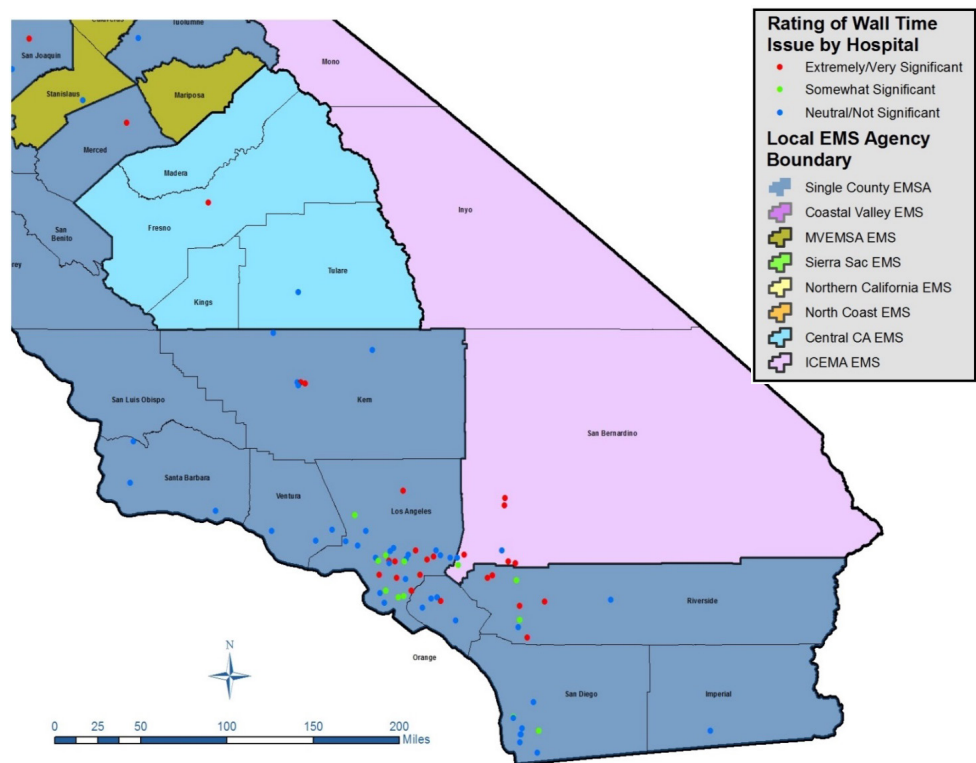 Rating of Wall Time
Issue by Hospital
Extremely/Very Significant
Somewhat Significant
Neutral/Not Significant
Local EMS Agency
Boundary
Single County EMSA
Coastal Valley EMS
MVEMSA EMS
Sierra Sac EMS
Northern California EMS
North Coast EMS
Central CA EMS
ICEMA EMS
Tuolumne
San Joaquin
Mono
Stanislaus
Mariposa
Merced
Madera
Inyo
Fresno
San
Benito
rey
Tulare
Kings
San Luis Obispo
Kern
San Bernardino
Santa Barbara
Ventura
Los Angeles
Riverside
Orange
N
San Diego
Imperial
0 25 50 100 150 200
Miles